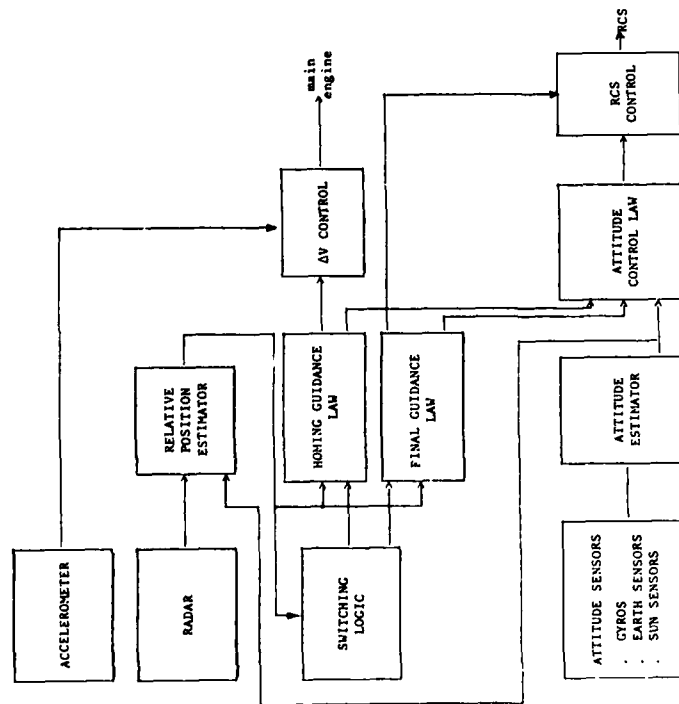 ACCELEROMETER
RADAR
RELATIVE
POSITION
ESTIMATOR
ΔV CONTROL
main
engine
SWITCHING
LOGIC
HOMING GUIDANCE
LAW
FINAL GUIDANCE
LAW
ATTITUDE SENSORS
. GYROS
. EARTH SENSORS
. SUN SENSORS
ATTITUDE
ESTIMATOR
ATTITUDE
CONTROL LAW
RCS
CONTROL
RCS